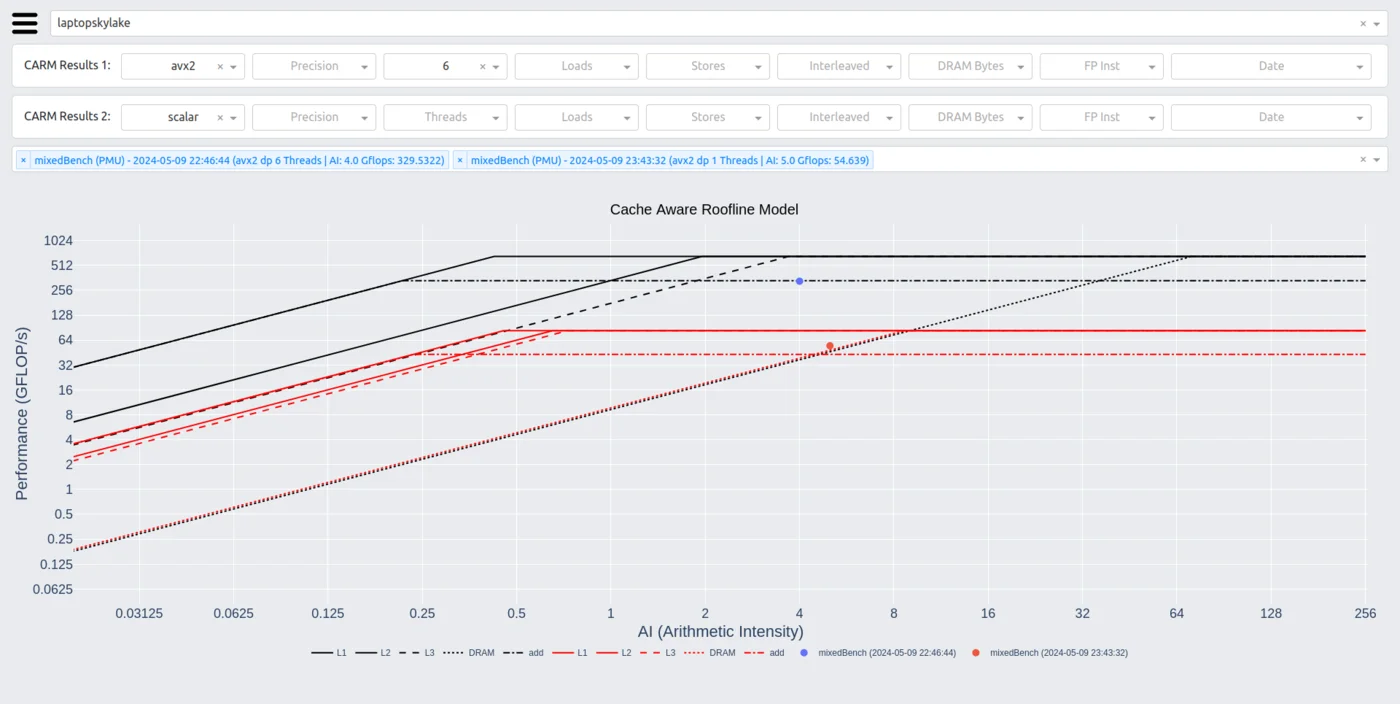 laptopskylake × 
CARM Results 1: avx2 × Precision 6 × Loads Stores Interleaved DRAM Bytes FP Inst Date
CARM Results 2: scalar × Precision Threads Loads Stores Interleaved DRAM Bytes FP Inst Date
× mixedBench (PMU) - 2024-05-09 22:46:44 (avx2 dp 6 Threads | AI: 4.0 Gflops: 329.5322) × mixedBench (PMU) - 2024-05-09 23:43:32 (avx2 dp 1 Threads | AI: 5.0 Gflops: 54.639) ×
Cache Aware Roofline Model
1024
512
256
128
64
32
16
8
4
2
1
0.5
0.25
0.125
0.0625
Performance (GFLOP/s)
0.03125 0.0625 0.125 0.25 0.5 1 2 4 8 16 32 64 128 256
AI (Arithmetic Intensity)
L1 L2 L3 DRAM add L1 L2 L3 DRAM add mixedBench (2024-05-09 22:46:44) mixedBench (2024-05-09 23:43:32)